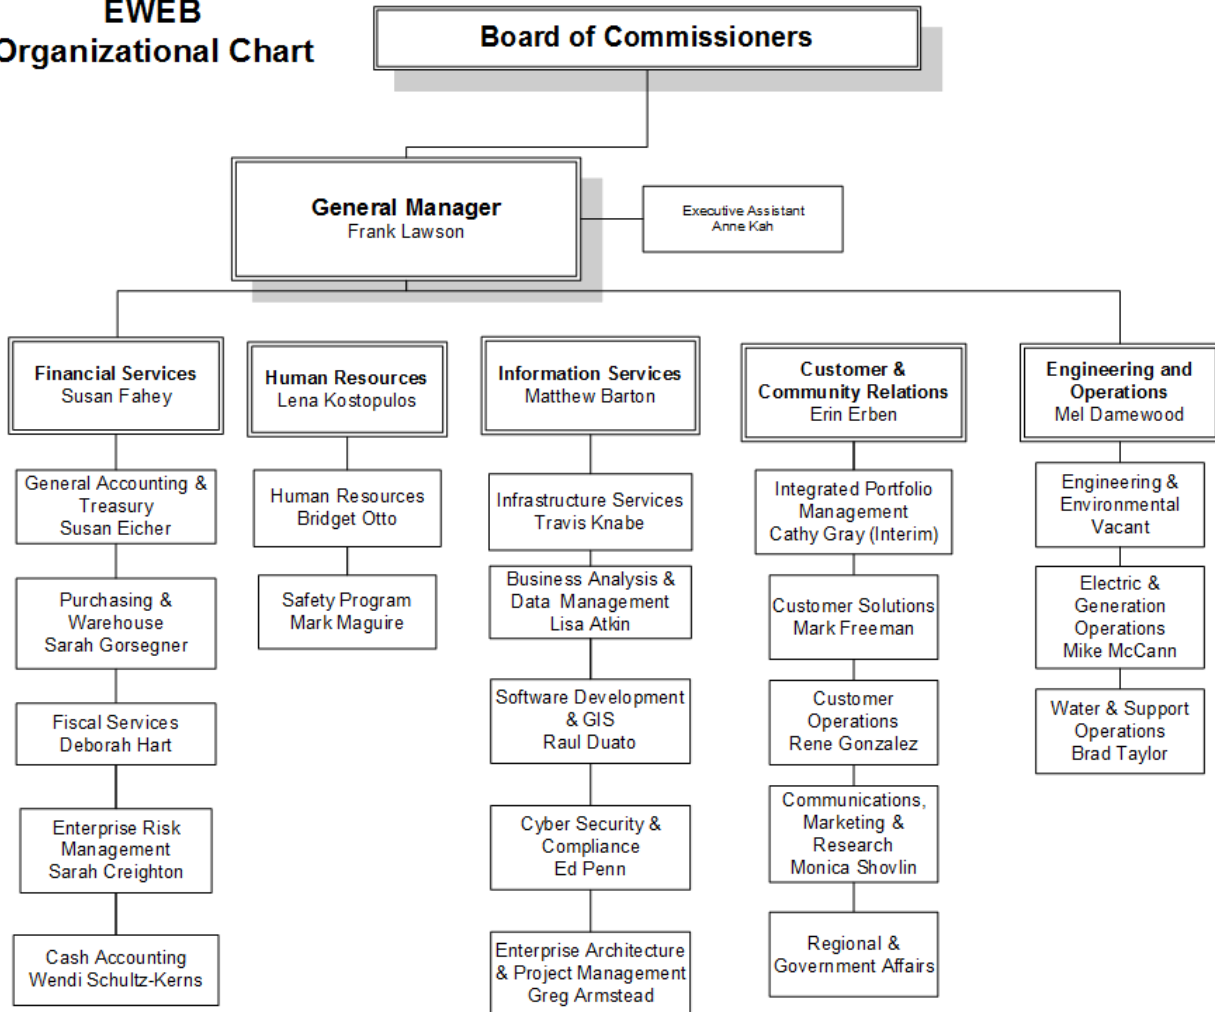 EWEB
Organizational Chart
Board of Commissioners
General Manager
Frank Lawson
Executive Assistant
Anne Kah
Financial Services
Susan Fahey
General Accounting &
Treasury
Susan Eicher
Purchasing &
Warehouse
Sarah Gorsegner
Fiscal Services
Deborah Hart
Enterprise Risk
Management
Sarah Creighton
Cash Accounting
Wendi Schultz-Kerns
Human Resources
Lena Kostopulos
Human Resources
Bridget Otto
Safety Program
Mark Maguire
Information Services
Matthew Barton
Infrastructure Services
Travis Knabe
Business Analysis &
Data Management
Lisa Atkin
Software Development
& GIS
Raul Duato
Cyber Security &
Compliance
Ed Penn
Enterprise Architecture
& Project Management
Greg Armstead
Customer &
Community Relations
Erin Erben
Integrated Portfolio
Management
Cathy Gray (Interim)
Customer Solutions
Mark Freeman
Customer
Operations
Rene Gonzalez
Communications,
Marketing &
Research
Monica Shovlin
Regional &
Government Affairs
Engineering and
Operations
Mel Damewood
Engineering &
Environmental
Vacant
Electric &
Generation
Operations
Mike McCann
Water & Support
Operations
Brad Taylor